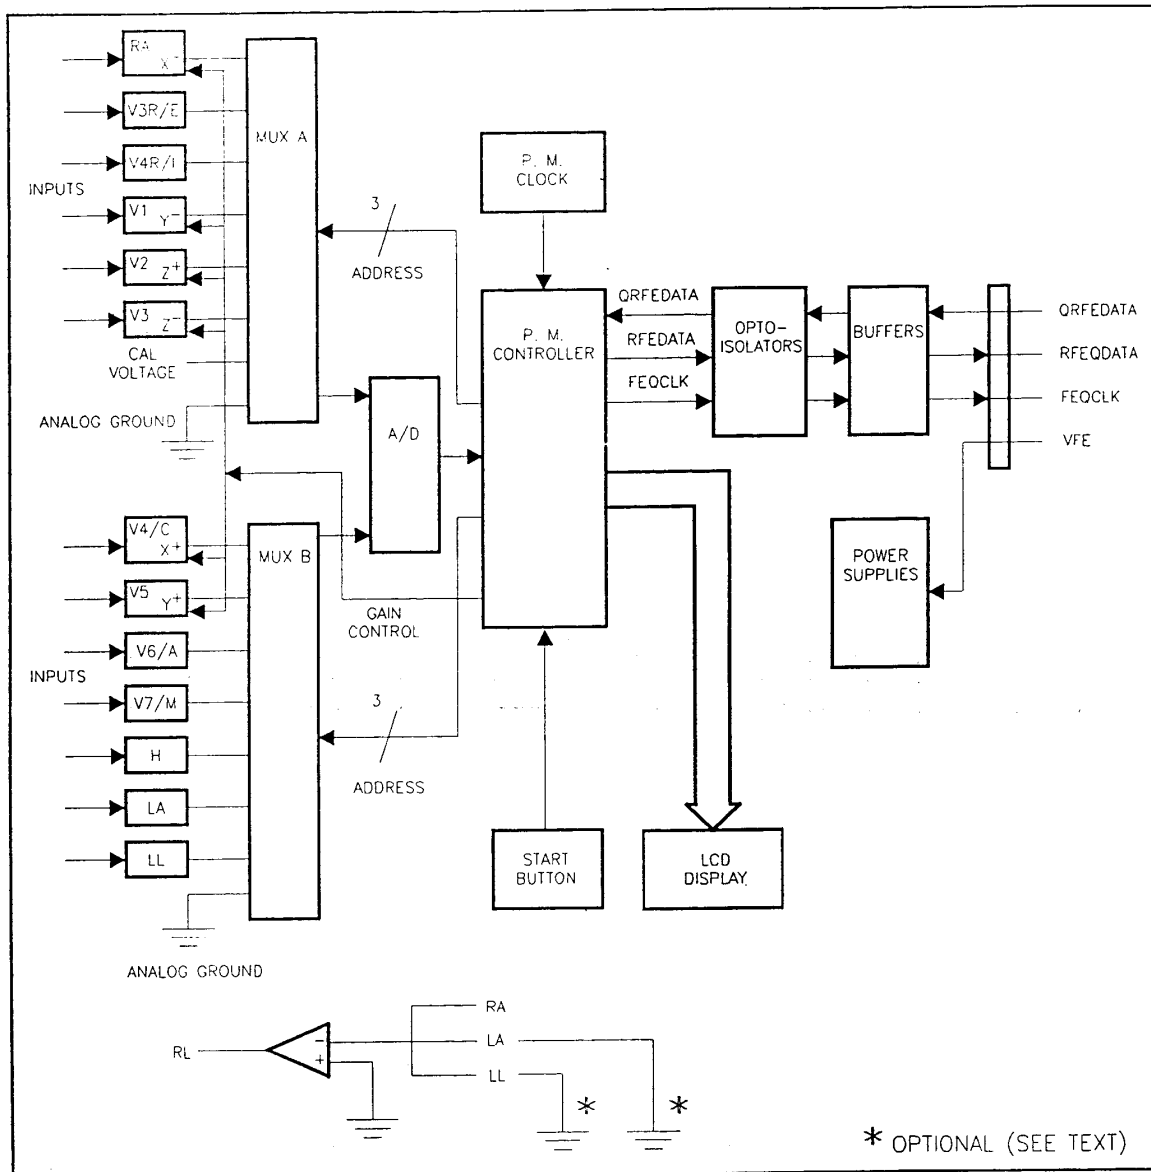 RA
X-
V3R/E
V4R/I
INPUTS
V1
Y-
V2
Z+
V3
Z-
CAL
VOLTAGE
ANALOG GROUND
MUX A
3
ADDRESS
A/D
P. M.
CLOCK
P. M.
CONTROLLER
QRFEDATA
RFEDATA
FEQCLK
OPTO-
ISOLATORS
BUFFERS
QRFEDATA
RFEQDATA
FEQCLK
VFE
POWER
SUPPLIES
V4/C
X+
V5
Y+
V6/A
INPUTS
V7/M
H
LA
LL
MUX B
GAIN
CONTROL
3
ADDRESS
ANALOG GROUND
START
BUTTON
LCD
DISPLAY
RL
-
+
RA
LA
LL
*
*
* OPTIONAL (SEE TEXT)